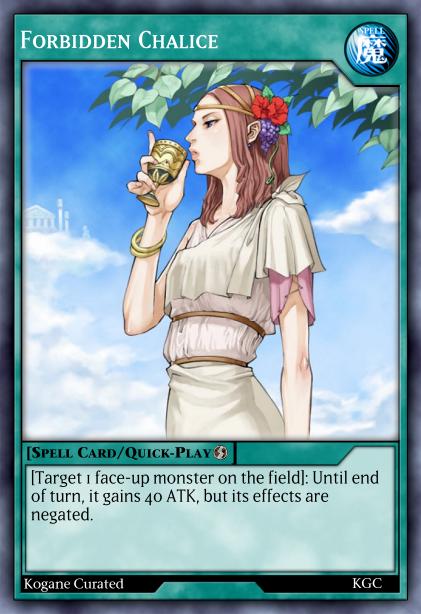 Forbidden Chalice
SPELL
魔
[Spell Card/Quick-Play
[Target 1 face-up monster on the field]: Until end
of turn, it gains 40 ATK, but its effects are
negated.
Kogane Curated
KGC